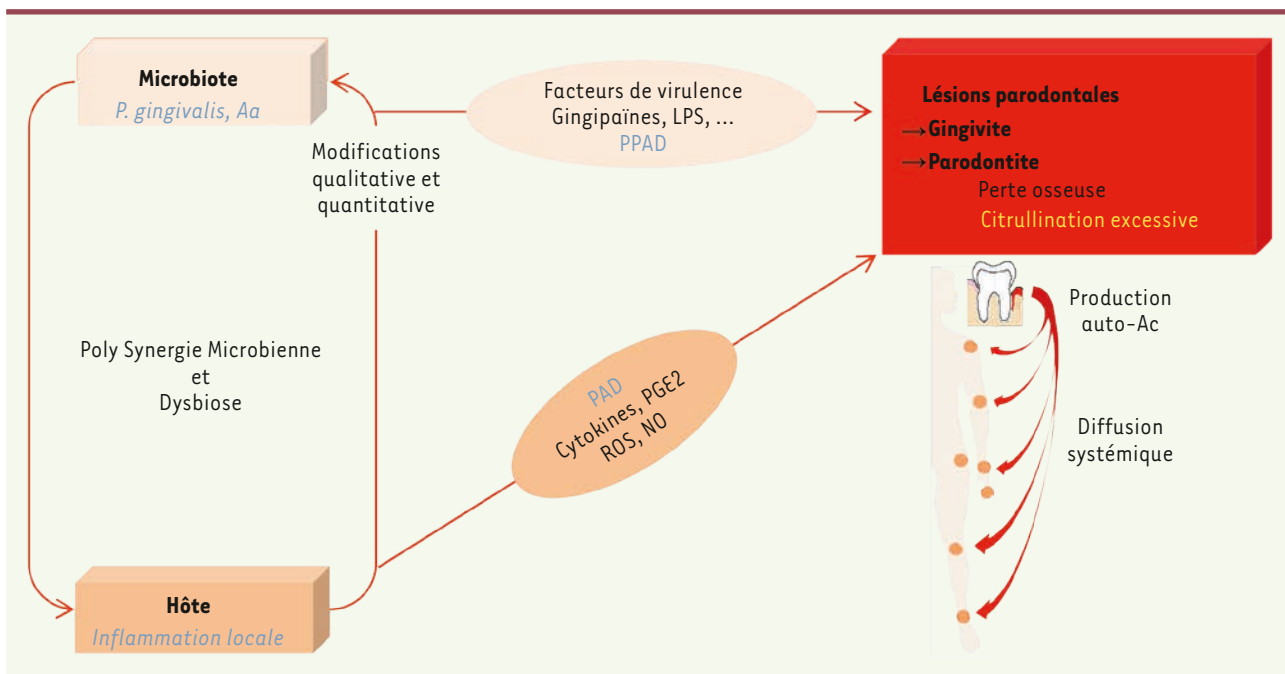 Microbiote
P. gingivalis, Aa
Modifications
qualitative et
quantitative
Facteurs de virulence
Gingipaïnes, LPS, ...
PPAD
Lésions parodontales
→Gingivite
→Parodontite
Perte osseuse
Citrullination excessive
Poly Synergie Microbienne
et
Dysbiose
PAD
Cytokines, PGE2
ROS, NO
Production
auto-Ac
Diffusion
systémique
Hôte
Inflammation locale